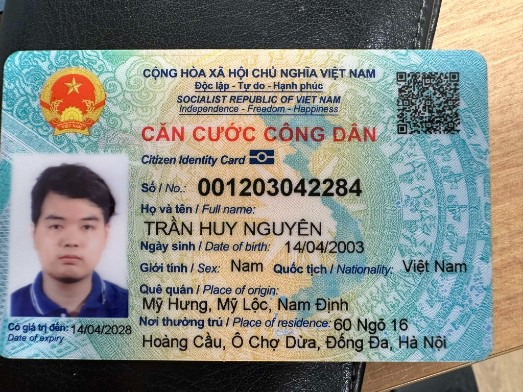 CỘNG HÒA XÃ HỘI CHỦ NGHĨA VIỆT NAM
Độc lập - Tự do - Hạnh phúc
SOCIALIST REPUBLIC OF VIET NAM
Independence - Freedom - Happiness
CĂN CƯỚC CÔNG DÂN
Citizen Identity Card
Số / No.: 001203042284
Họ và tên / Full name:
TRẦN HUY NGUYÊN
Ngày sinh / Date of birth: 14/04/2003
Giới tính / Sex: Nam Quốc tịch / Nationality: Việt Nam
Quê quán / Place of origin:
Mỹ Hưng, Mỹ Lộc, Nam Định
Nơi thường trú / Place of residence: 60 Ngõ 16
Hoàng Cầu, Ô Chợ Dừa, Đống Đa, Hà Nội
Có giá trị đến: 14/04/2028
Date of expiry